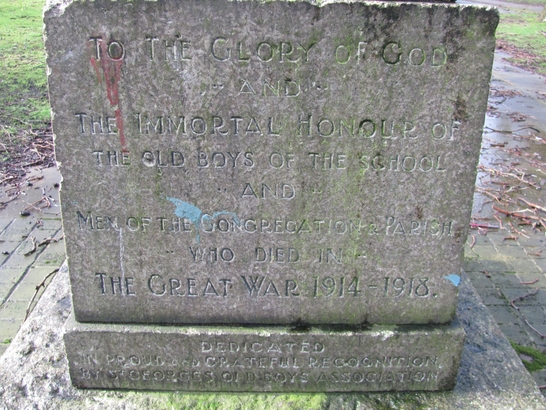 To The Glory of God
- AND -
The Immortal Honour of
THE OLD BOYS OF THE SCHOOL
- AND -
Men of the Congregation & Parish
- WHO DIED IN -
The Great War 1914-1918.
DEDICATED
IN PROUD AND GRATEFUL RECOGNITION,
BY ST GEORGES OLD BOYS ASSOCIATION